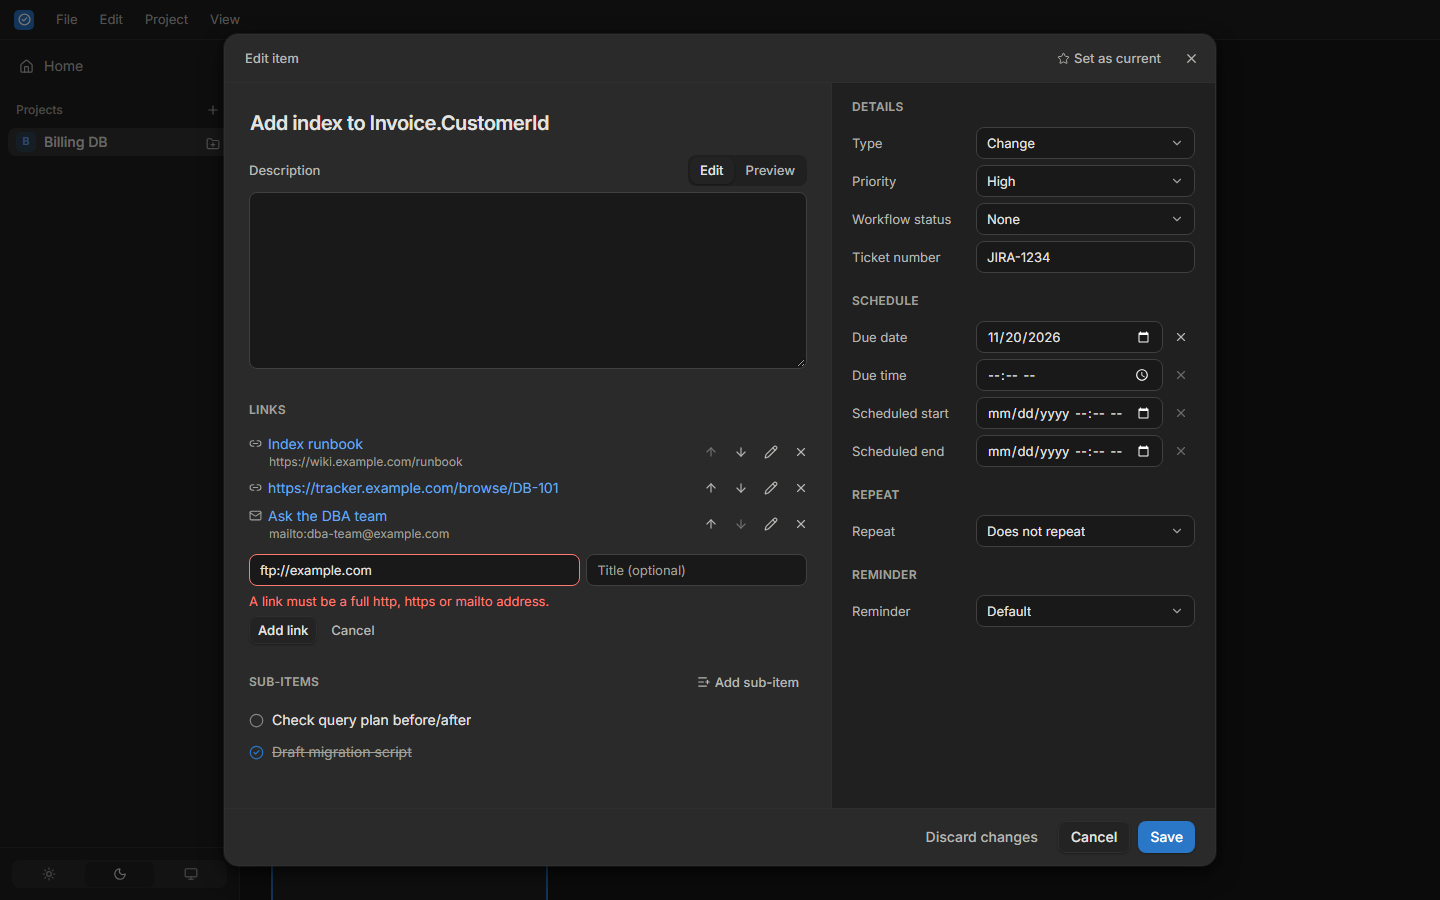 File Edit Project View
Home
Projects
B Billing DB
Edit item
Set as current
Add index to Invoice.CustomerId
Description
Edit Preview
LINKS
Index runbook
https://wiki.example.com/runbook
https://tracker.example.com/browse/DB-101
Ask the DBA team
mailto:dba-team@example.com
ftp://example.com
Title (optional)
A link must be a full http, https or mailto address.
Add link Cancel
SUB-ITEMS
Add sub-item
Check query plan before/after
Draft migration script
DETAILS
Type Change
Priority High
Workflow status None
Ticket number JIRA-1234
SCHEDULE
Due date 11/20/2026
Due time --:-- --
Scheduled start mm/dd/yyyy --:-- --
Scheduled end mm/dd/yyyy --:-- --
REPEAT
Repeat Does not repeat
REMINDER
Reminder Default
Discard changes Cancel Save